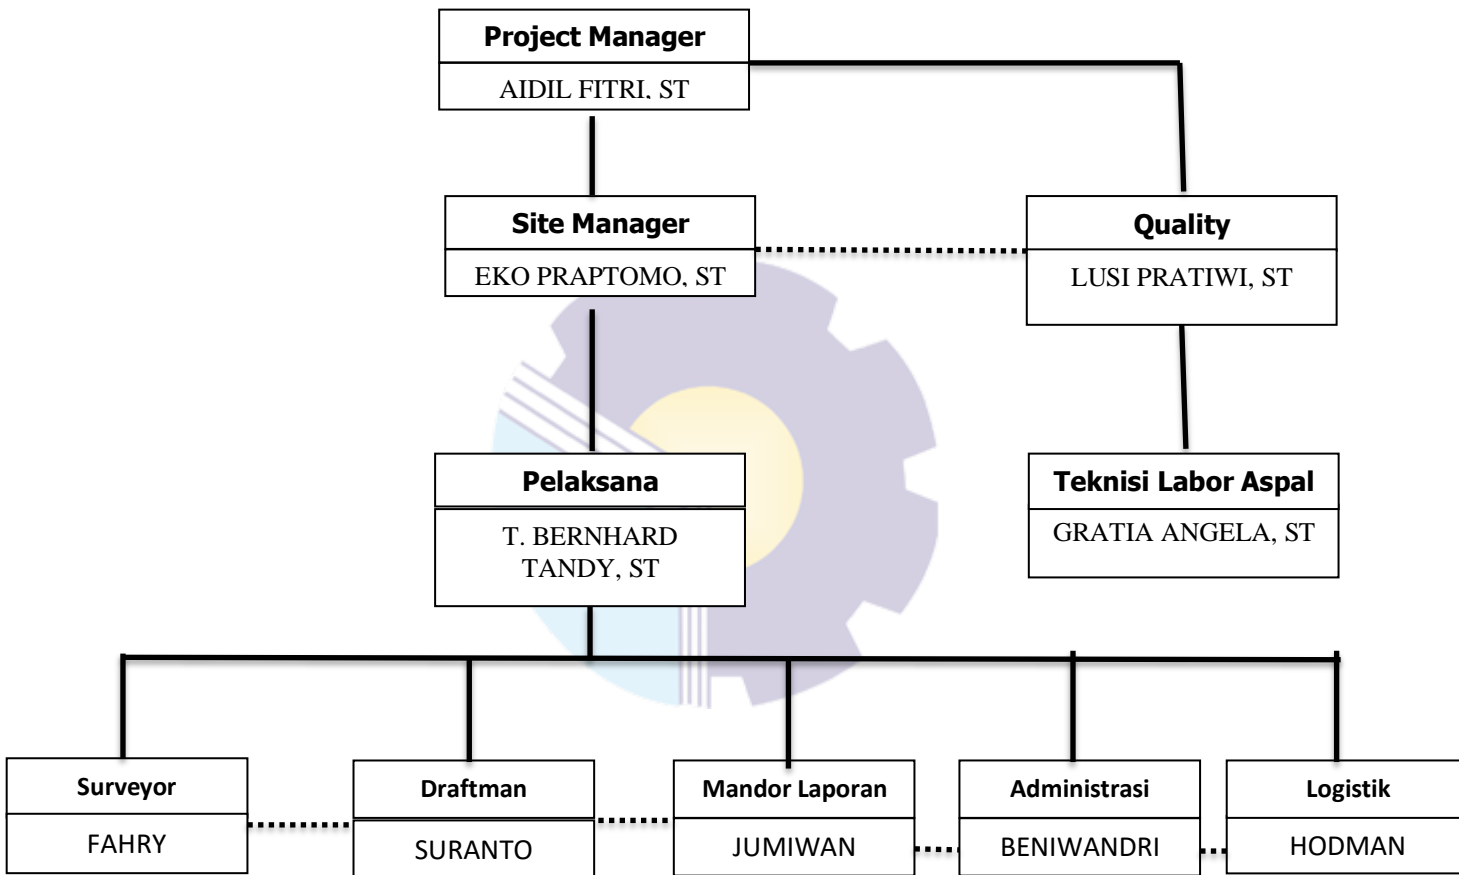 Project Manager
AIDIL FITRI, ST
Site Manager
EKO PRAPTOMO, ST
Quality
LUSI PRATIWI, ST
Pelaksana
T. BERNHARD
TANDY, ST
Teknisi Labor Aspal
GRATIA ANGELA, ST
Surveyor
FAHRY
Draftman
SURANTO
Mandor Laporan
JUMIWAN
Administrasi
BENIWANDRI
Logistik
HODMAN